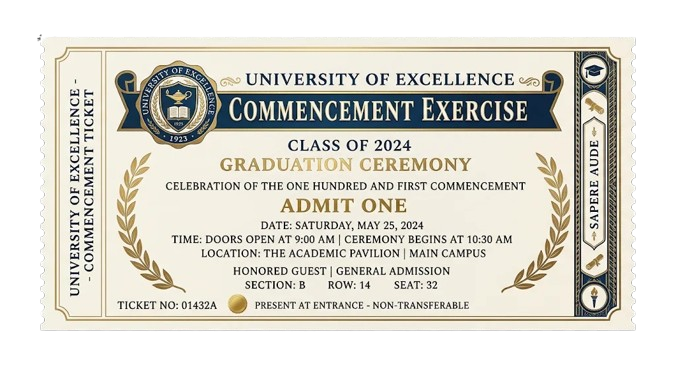 UNIVERSITY OF EXCELLENCE -
- COMMENCEMENT TICKET
UNIVERSITY OF EXCELLENCE
1923
UNIVERSITY OF EXCELLENCE
COMMENCEMENT EXERCISE
CLASS OF 2024
GRADUATION CEREMONY
CELEBRATION OF THE ONE HUNDRED AND FIRST COMMENCEMENT
ADMIT ONE
DATE: SATURDAY, MAY 25, 2024
TIME: DOORS OPEN AT 9:00 AM | CEREMONY BEGINS AT 10:30 AM
LOCATION: THE ACADEMIC PAVILION | MAIN CAMPUS
HONORED GUEST | GENERAL ADMISSION
SECTION: B ROW: 14 SEAT: 32
TICKET NO: 01432A PRESENT AT ENTRANCE - NON-TRANSFERABLE
SAPERE AUDE